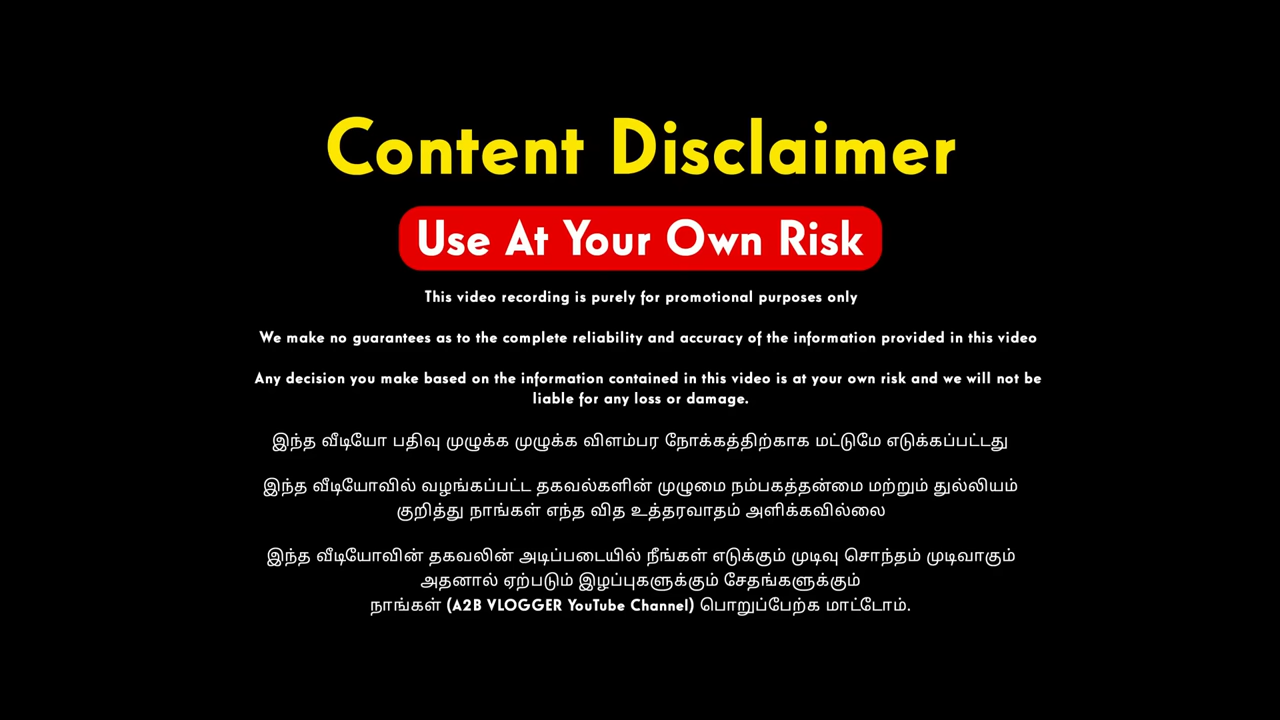 Content Disclaimer
Use At Your Own Risk
This video recording is purely for promotional purposes only
We make no guarantees as to the complete reliability and accuracy of the information provided in this video
Any decision you make based on the information contained in this video is at your own risk and we will not be
liable for any loss or damage.
இந்த வீடியோ பதிவு முழுக்க முழுக்க விளம்பர நோக்கத்திற்காக மட்டுமே எடுக்கப்பட்டது
இந்த வீடியோவில் வழங்கப்பட்ட தகவல்களின் முழுமை நம்பகத்தன்மை மற்றும் துல்லியம்
குறித்து நாங்கள் எந்த வித உத்தரவாதம் அளிக்கவில்லை
இந்த வீடியோவின் தகவலின் அடிப்படையில் நீங்கள் எடுக்கும் முடிவு சொந்தம் முடிவாகும்
அதனால் ஏற்படும் இழப்புகளுக்கும் சேதங்களுக்கும்
நாங்கள் (A2B VLOGGER YouTube Channel) பொறுப்பேற்க மாட்டோம்.